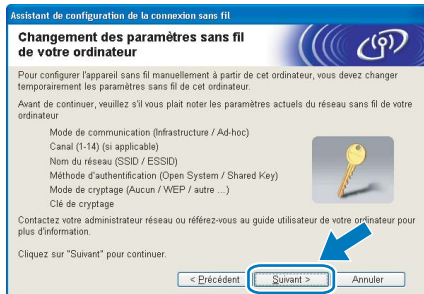 Assistant de configuration de la connexion sans fil
Changement des paramètres sans fil
de votre ordinateur
Pour configurer l'appareil sans fil manuellement à partir de cet ordinateur, vous devez changer
temporairement les paramètres sans fil de cet ordinateur.
Avant de continuer, veuillez s'il vous plait noter les paramètres actuels du réseau sans fil de votre
ordinateur
Mode de communication (Infrastructure / Ad-hoc)
Canal (1-14) (si applicable)
Nom du réseau (SSID / ESSID)
Méthode d'authentification (Open System / Shared Key)
Mode de cryptage (Aucun / WEP / autre ...)
Clé de cryptage
Contactez votre administrateur réseau ou référez-vous au guide utilisateur de votre ordinateur pour
plus d'information.
Cliquez sur "Suivant" pour continuer.
< Précédent Suivant > Annuler